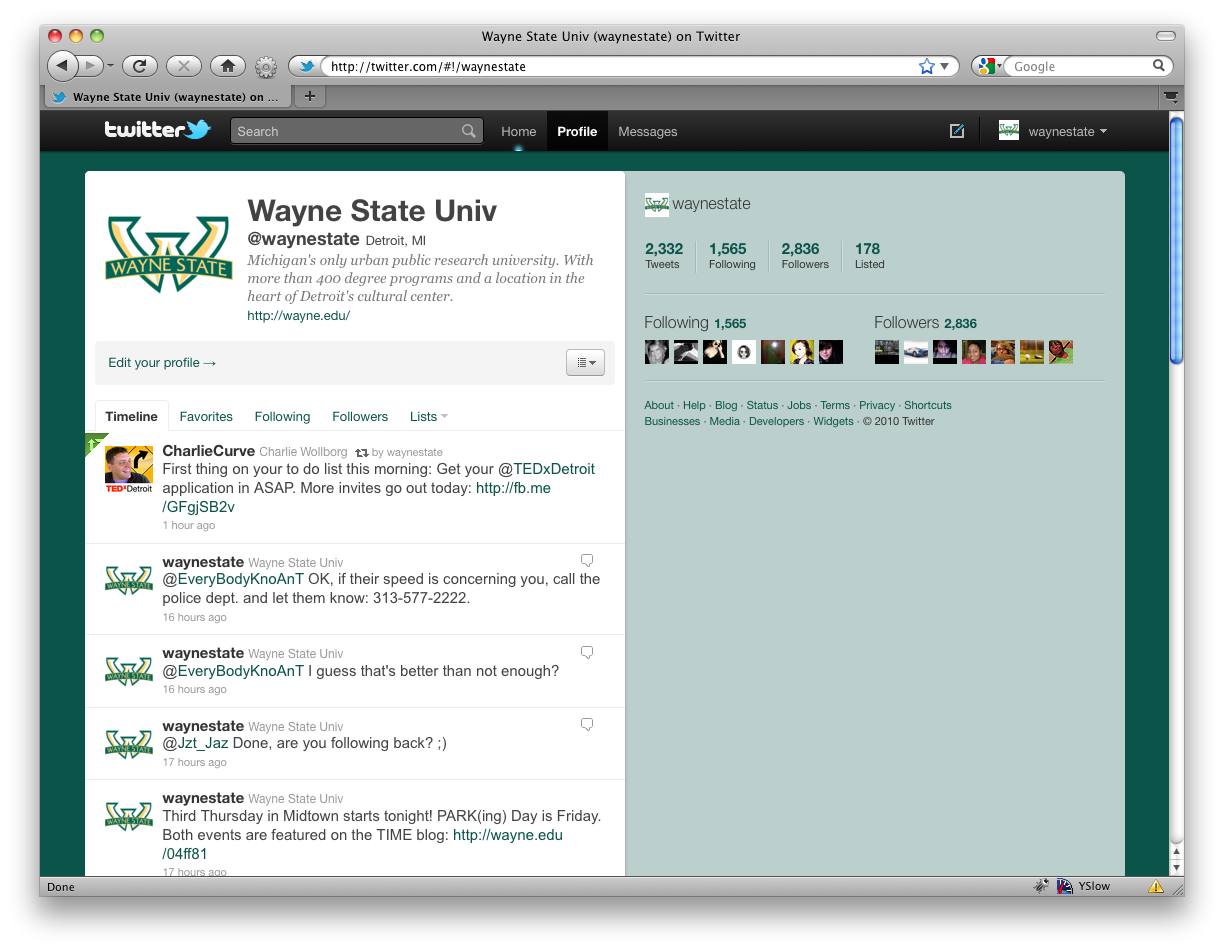 Wayne State Univ (waynestate) on Twitter
http://twitter.com/#!/waynestate
Google
Wayne State Univ (waynestate) on ...
twitter
Search
Home
Profile
Messages
waynestate
WAYNE STATE
Wayne State Univ
@waynestate Detroit, MI
Michigan's only urban public research university. With
more than 400 degree programs and a location in the
heart of Detroit's cultural center.
http://wayne.edu/
Edit your profile →
Timeline
Favorites
Following
Followers
Lists
CharlieCurve Charlie Wollborg by waynestate
First thing on your to do list this morning: Get your @TEDxDetroit
application in ASAP. More invites go out today: http://fb.me
/GFgjSB2v
1 hour ago
TEDxDetroit
waynestate Wayne State Univ
@EveryBodyKnoAnT OK, if their speed is concerning you, call the
police dept. and let them know: 313-577-2222.
16 hours ago
WAYNE STATE
waynestate Wayne State Univ
@EveryBodyKnoAnT I guess that's better than not enough?
16 hours ago
WAYNE STATE
waynestate Wayne State Univ
@Jzt_Jaz Done, are you following back? ;)
17 hours ago
WAYNE STATE
waynestate Wayne State Univ
Third Thursday in Midtown starts tonight! PARK(ing) Day is Friday.
Both events are featured on the TIME blog: http://wayne.edu
/04ff81
17 hours ago
WAYNE STATE
waynestate
2,332 1,565 2,836 178
Tweets Following Followers Listed
Following 1,565
Followers 2,836
About · Help · Blog · Status · Jobs · Terms · Privacy · Shortcuts
Businesses · Media · Developers · Widgets · © 2010 Twitter
Done
YSlow